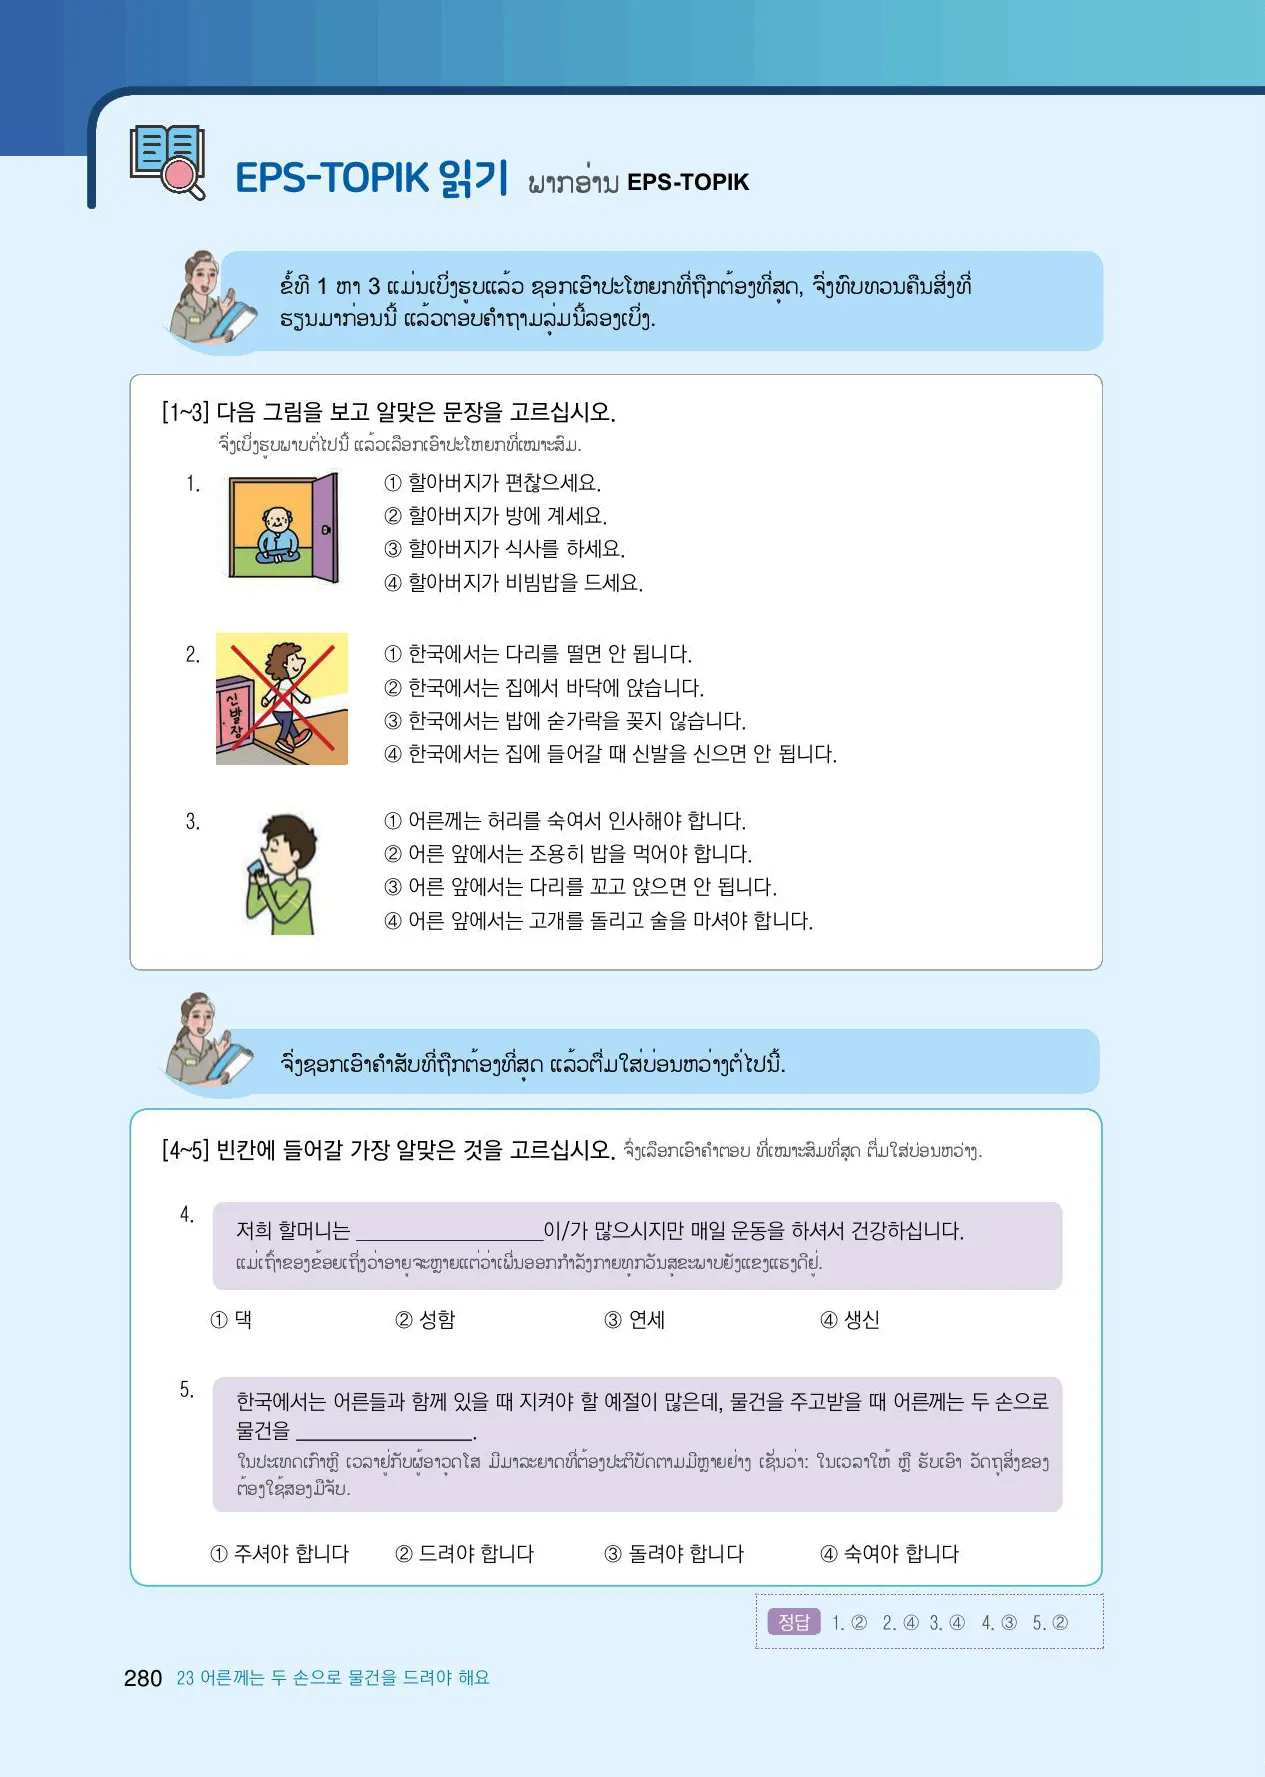 EPS-TOPIK 읽기 ພາກອ່ານ EPS-TOPIK
ຂໍ້ທີ 1 ຫາ 3 ແມ່ນເບິ່ງຮູບແລ້ວ ຊອກເອົາປະໂຫຍກທີ່ຖືກຕ້ອງທີ່ສຸດ, ຈົ່ງທົບທວນຄືນສິ່ງທີ່
ຮຽນມາກ່ອນນີ້ ແລ້ວຕອບຄໍາຖາມລຸ່ມນີ້ລອງເບິ່ງ.
[1~3] 다음 그림을 보고 알맞은 문장을 고르십시오.
ຈົ່ງເບິ່ງຮູບພາບຕໍ່ໄປນີ້ ແລ້ວເລືອກເອົາປະໂຫຍກທີ່ເໝາະສົມ.
1.
① 할아버지가 편찮으세요.
② 할아버지가 방에 계세요.
③ 할아버지가 식사를 하세요.
④ 할아버지가 비빔밥을 드세요.
2.
신발장
① 한국에서는 다리를 떨면 안 됩니다.
② 한국에서는 집에서 바닥에 앉습니다.
③ 한국에서는 밥에 숟가락을 꽂지 않습니다.
④ 한국에서는 집에 들어갈 때 신발을 신으면 안 됩니다.
3.
① 어른께는 허리를 숙여서 인사해야 합니다.
② 어른 앞에서는 조용히 밥을 먹어야 합니다.
③ 어른 앞에서는 다리를 꼬고 앉으면 안 됩니다.
④ 어른 앞에서는 고개를 돌리고 술을 마셔야 합니다.
ຈົ່ງຊອກເອົາຄໍາສັບທີ່ຖືກຕ້ອງທີ່ສຸດ ແລ້ວຕື່ມໃສ່ບ່ອນຫວ່າງຕໍ່ໄປນີ້.
[4~5] 빈칸에 들어갈 가장 알맞은 것을 고르십시오. ຈົ່ງເລືອກເອົາຄໍາຕອບ ທີ່ເໝາະສົມທີ່ສຸດ ຕື່ມໃສ່ບ່ອນຫວ່າງ.
4.
저희 할머니는 ________________이/가 많으시지만 매일 운동을 하셔서 건강하십니다.
ແມ່ເຖົ້າຂອງຂ້ອຍເຖິ່ງວ່າອາຍຸຈະຫຼາຍແຕ່ວ່າເພີ່ນອອກກໍາລັງກາຍທຸກວັນສຸຂະພາບຍັງແຂງແຮງດີຢູ່.
① 댁 ② 성함 ③ 연세 ④ 생신
5.
한국에서는 어른들과 함께 있을 때 지켜야 할 예절이 많은데, 물건을 주고받을 때 어른께는 두 손으로
물건을 ________________.
ໃນປະເທດເກົາຫຼີ ເວລາຢູ່ກັບຜູ້ອາວຸດໂສ ມີມາລະຍາດທີ່ຕ້ອງປະຕິບັດຕາມມີຫຼາຍຢ່າງ ເຊັ່ນວ່າ: ໃນເວລາໃຫ້ ຫຼື ຮັບເອົາ ວັດຖຸສິ່ງຂອງ
ຕ້ອງໃຊ້ສອງມືຈັບ.
① 주셔야 합니다 ② 드려야 합니다 ③ 돌려야 합니다 ④ 숙여야 합니다
정답 1. ② 2. ④ 3. ④ 4. ③ 5. ②
280 23 어른께는 두 손으로 물건을 드려야 해요